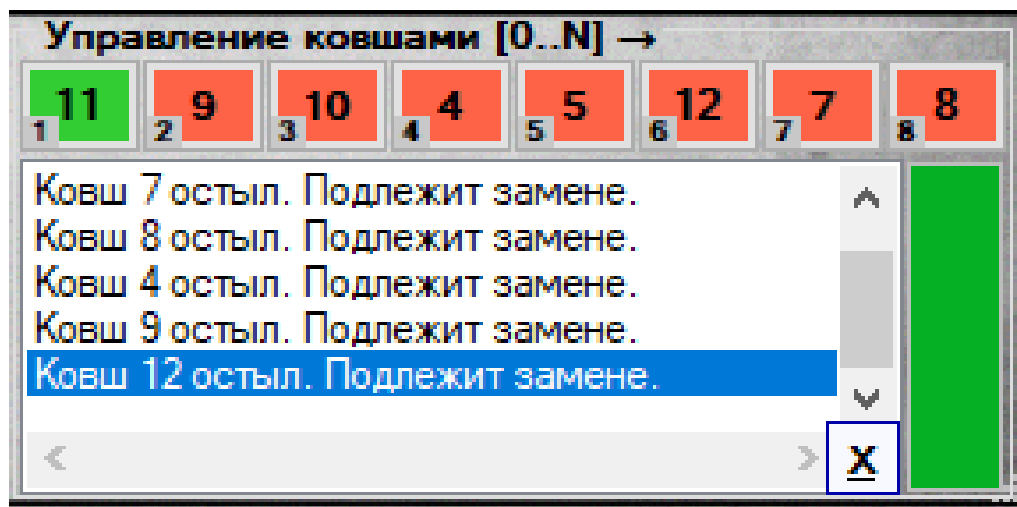 Управление ковшами [0..N] →
11 9 10 4 5 12 7 8
1 2 3 4 5 6 7 8
Ковш 7 остыл. Подлежит замене.
Ковш 8 остыл. Подлежит замене.
Ковш 4 остыл. Подлежит замене.
Ковш 9 остыл. Подлежит замене.
Ковш 12 остыл. Подлежит замене.
X